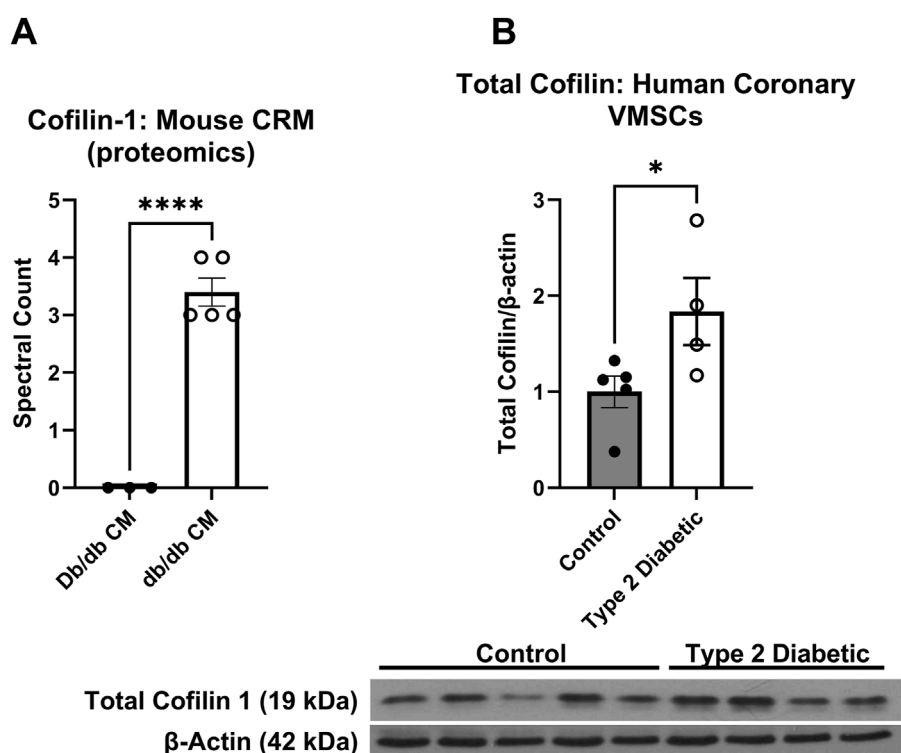 A
Cofilin-1: Mouse CRM
(proteomics)
****
Spectral Count
5
4
3
2
1
0
Db/db CM
db/db CM
B
Total Cofilin: Human Coronary
VMSCs
*
Total Cofilin/β-actin
3
2
1
0
Control
Type 2 Diabetic
Control
Type 2 Diabetic
Total Cofilin 1 (19 kDa)
β-Actin (42 kDa)